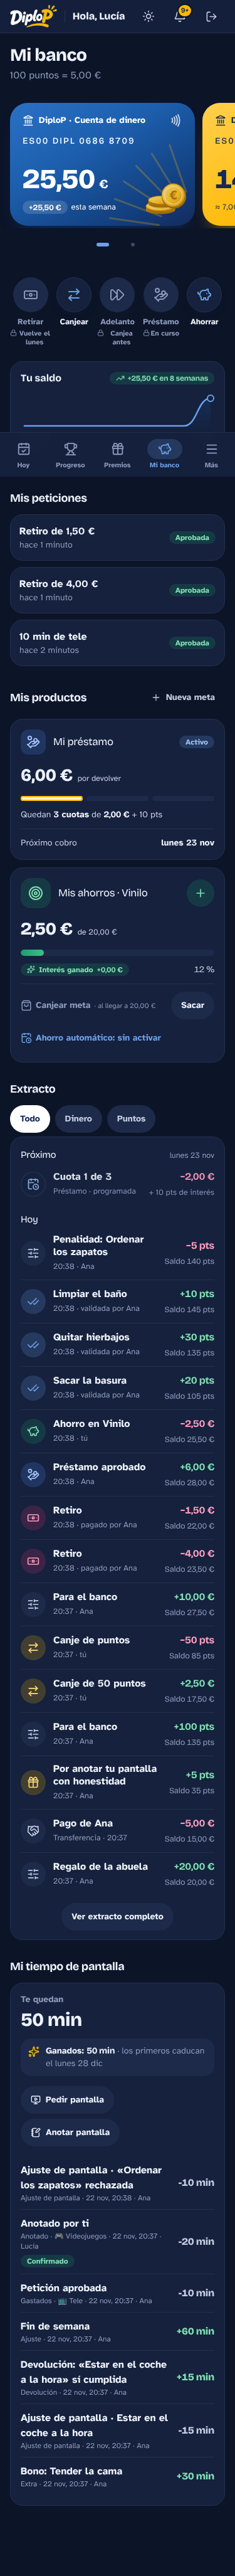 DiploP
Hola, Lucía
9+
Mi banco
100 puntos = 5,00 €
DiploP · Cuenta de dinero
ES00 DIPL 0686 8709
25,50 €
+25,50 € esta semana
Retirar
Vuelve el lunes
Canjear
Adelanto
Canjea antes
Préstamo
En curso
Ahorrar
Tu saldo
+25,50 € en 8 semanas
Hoy
Progreso
Premios
Mi banco
Más
Mis peticiones
Retiro de 1,50 €
hace 1 minuto
Aprobada
Retiro de 4,00 €
hace 1 minuto
Aprobada
10 min de tele
hace 2 minutos
Aprobada
Mis productos
+ Nueva meta
Mi préstamo
Activo
6,00 € por devolver
Quedan 3 cuotas de 2,00 € + 10 pts
Próximo cobro
lunes 23 nov
Mis ahorros · Vinilo
2,50 € de 20,00 €
Interés ganado +0,00 €
12 %
Canjear meta · al llegar a 20,00 €
Sacar
Ahorro automático: sin activar
Extracto
Todo
Dinero
Puntos
Próximo
lunes 23 nov
Cuota 1 de 3
−2,00 €
Préstamo · programada
+ 10 pts de interés
Hoy
Penalidad: Ordenar los zapatos
−5 pts
20:38 · Ana
Saldo 140 pts
Limpiar el baño
+10 pts
20:38 · validada por Ana
Saldo 145 pts
Quitar hierbajos
+30 pts
20:38 · validada por Ana
Saldo 135 pts
Sacar la basura
+20 pts
20:38 · validada por Ana
Saldo 105 pts
Ahorro en Vinilo
−2,50 €
20:38 · tú
Saldo 25,50 €
Préstamo aprobado
+6,00 €
20:38 · Ana
Saldo 28,00 €
Retiro
−1,50 €
20:38 · pagado por Ana
Saldo 22,00 €
Retiro
−4,00 €
20:38 · pagado por Ana
Saldo 23,50 €
Para el banco
+10,00 €
20:37 · Ana
Saldo 27,50 €
Canje de puntos
−50 pts
20:37 · tú
Saldo 85 pts
Canje de 50 puntos
+2,50 €
20:37 · tú
Saldo 17,50 €
Para el banco
+100 pts
20:37 · Ana
Saldo 135 pts
Por anotar tu pantalla con honestidad
+5 pts
20:37 · Ana
Saldo 35 pts
Pago de Ana
−5,00 €
Transferencia · 20:37
Saldo 15,00 €
Regalo de la abuela
+20,00 €
20:37 · Ana
Saldo 20,00 €
Ver extracto completo
Mi tiempo de pantalla
Te quedan
50 min
Ganados: 50 min · los primeros caducan el lunes 28 dic
Pedir pantalla
Anotar pantalla
Ajuste de pantalla · «Ordenar los zapatos» rechazada
-10 min
Ajuste de pantalla · 22 nov, 20:38 · Ana
Anotado por ti
-20 min
Anotado · 🎮 Videojuegos · 22 nov, 20:37 · Lucía
Confirmado
Petición aprobada
-10 min
Gastados · 📺 Tele · 22 nov, 20:37 · Ana
Fin de semana
+60 min
Ajuste · 22 nov, 20:37 · Ana
Devolución: «Estar en el coche a la hora» sí cumplida
+15 min
Devolución · 22 nov, 20:37 · Ana
Ajuste de pantalla · Estar en el coche a la hora
-15 min
Ajuste de pantalla · 22 nov, 20:37 · Ana
Bono: Tender la cama
+30 min
Extra · 22 nov, 20:37 · Ana